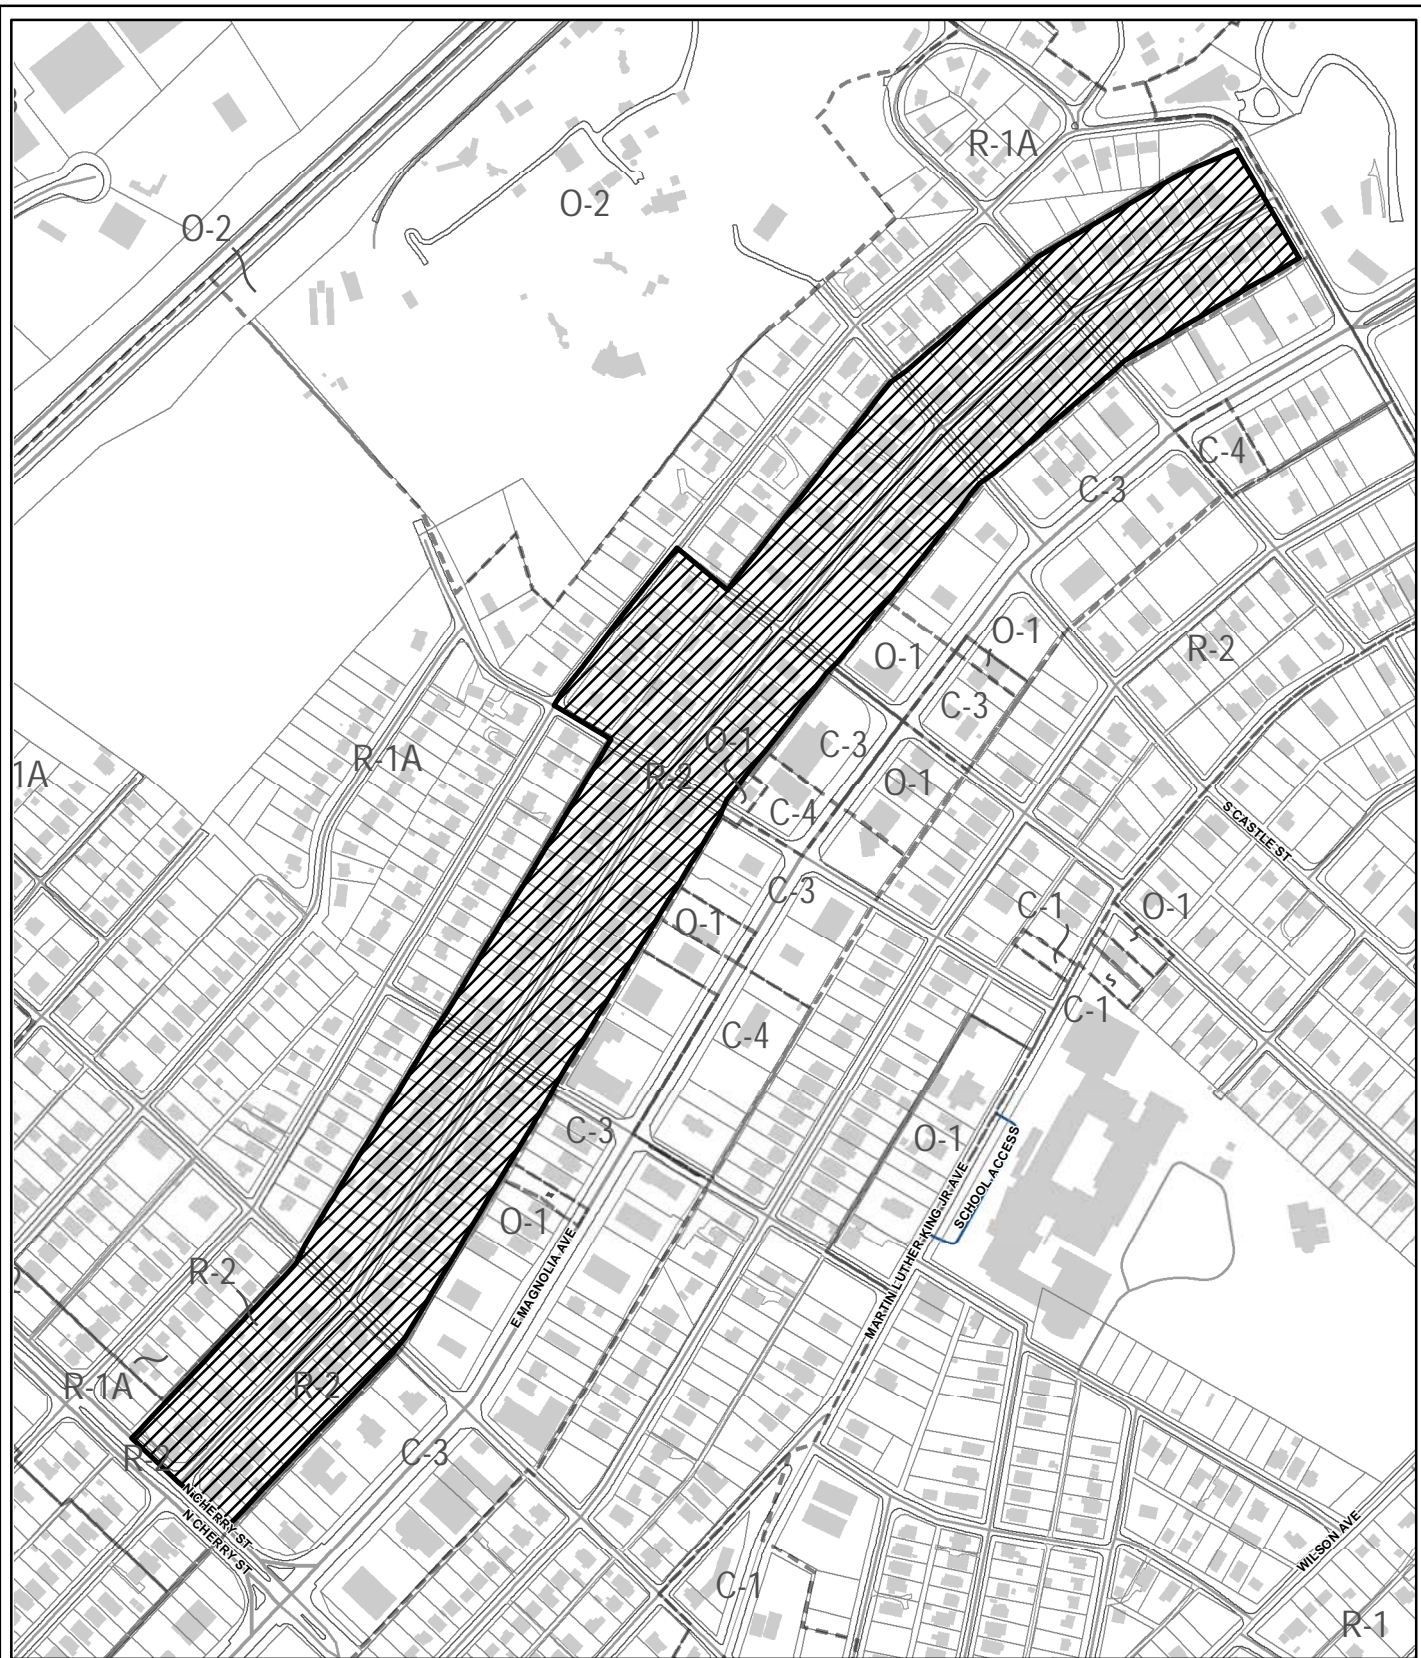 R-1A
O-2
O-2
C-4
C-3
O-1
R-2
O-1
C-3
O-1
C-3
R-1A
1A
R-2
O-1
C-4
S CASTLE ST
C-3
C-1
O-1
O-1
C-1
C-4
C-3
O-1
SCHOOL ACCESS
MARTIN LUTHER KING JR AVE
O-1
E MAGNOLIA AVE
R-2
R-1A
R-2
R-2
C-3
N CHERRY ST
N CHERRY ST
WILSON AVE
C-1
R-1